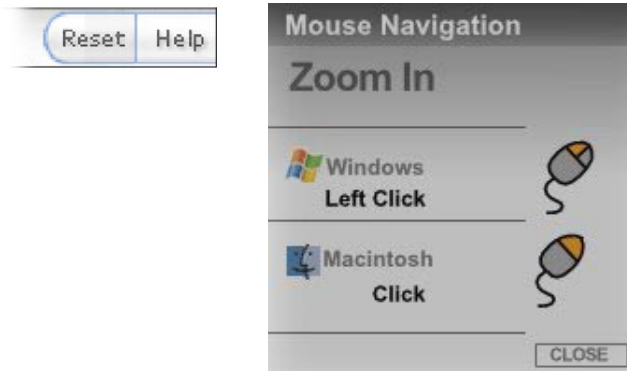 Reset Help
Mouse Navigation
Zoom In
Windows
Left Click
Macintosh
Click
CLOSE